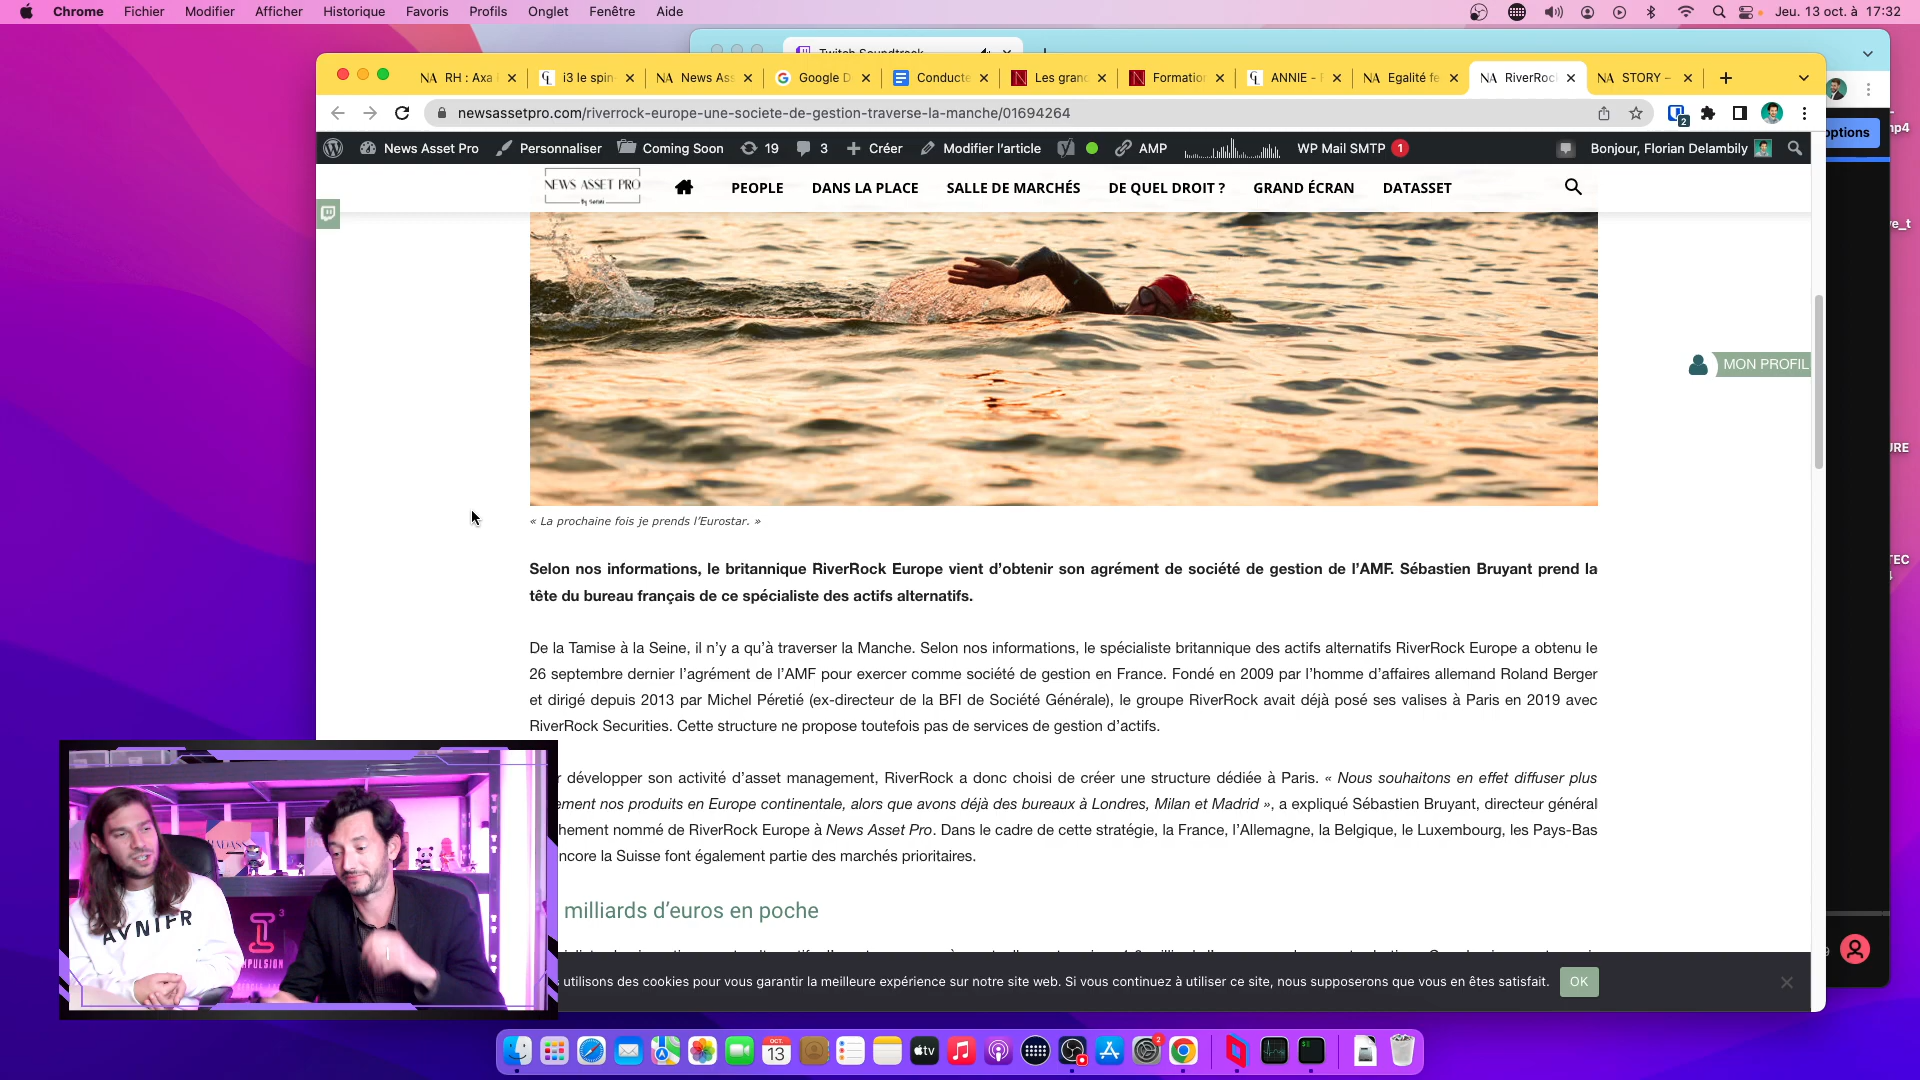 Chrome Fichier Modifier Afficher Historique Favoris Profils Onglet Fenêtre Aide Jeu. 13 oct. à 17:32
Twitch Soundtrack
RH : Axa i3 le spin News Ass Google D Conducte Les gran Formation ANNIE - Egalité fe RiverRock STORY –
newsassetpro.com/riverrock-europe-une-societe-de-gestion-traverse-la-manche/01694264
2
options
mp4
News Asset Pro Personnaliser Coming Soon 19 3 Créer Modifier l’article AMP WP Mail SMTP 1 Bonjour, Florian Delambily
NEWS ASSET PRO
PEOPLE DANS LA PLACE SALLE DE MARCHÉS DE QUEL DROIT ? GRAND ÉCRAN DATASSET
MON PROFIL
« La prochaine fois je prends l’Eurostar. »
Selon nos informations, le britannique RiverRock Europe vient d’obtenir son agrément de société de gestion de l’AMF. Sébastien Bruyant prend la
tête du bureau français de ce spécialiste des actifs alternatifs.
De la Tamise à la Seine, il n’y a qu’à traverser la Manche. Selon nos informations, le spécialiste britannique des actifs alternatifs RiverRock Europe a obtenu le
26 septembre dernier l’agrément de l’AMF pour exercer comme société de gestion en France. Fondé en 2009 par l’homme d’affaires allemand Roland Berger
et dirigé depuis 2013 par Michel Péretié (ex-directeur de la BFI de Société Générale), le groupe RiverRock avait déjà posé ses valises à Paris en 2019 avec
RiverRock Securities. Cette structure ne propose toutefois pas de services de gestion d’actifs.
r développer son activité d’asset management, RiverRock a donc choisi de créer une structure dédiée à Paris. « Nous souhaitons en effet diffuser plus
ement nos produits en Europe continentale, alors que avons déjà des bureaux à Londres, Milan et Madrid », a expliqué Sébastien Bruyant, directeur général
hement nommé de RiverRock Europe à News Asset Pro. Dans le cadre de cette stratégie, la France, l’Allemagne, la Belgique, le Luxembourg, les Pays-Bas
ncore la Suisse font également partie des marchés prioritaires.
milliards d’euros en poche
utilisons des cookies pour vous garantir la meilleure expérience sur notre site web. Si vous continuez à utiliser ce site, nous supposerons que vous en êtes satisfait. OK
AVNIFR
MPULSION
OCT.
13
tv
2